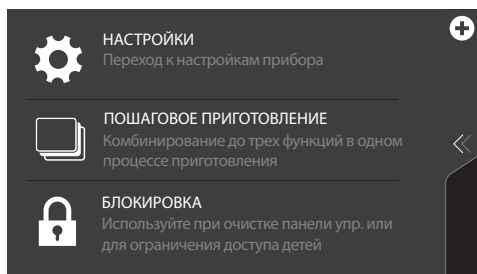 НАСТРОЙКИ
Переход к настройкам прибора
ПОШАГОВОЕ ПРИГОТОВЛЕНИЕ
Комбинирование до трех функций в одном
процессе приготовления
БЛОКИРОВКА
Используйте при очистке панели упр. или
для ограничения доступа детей